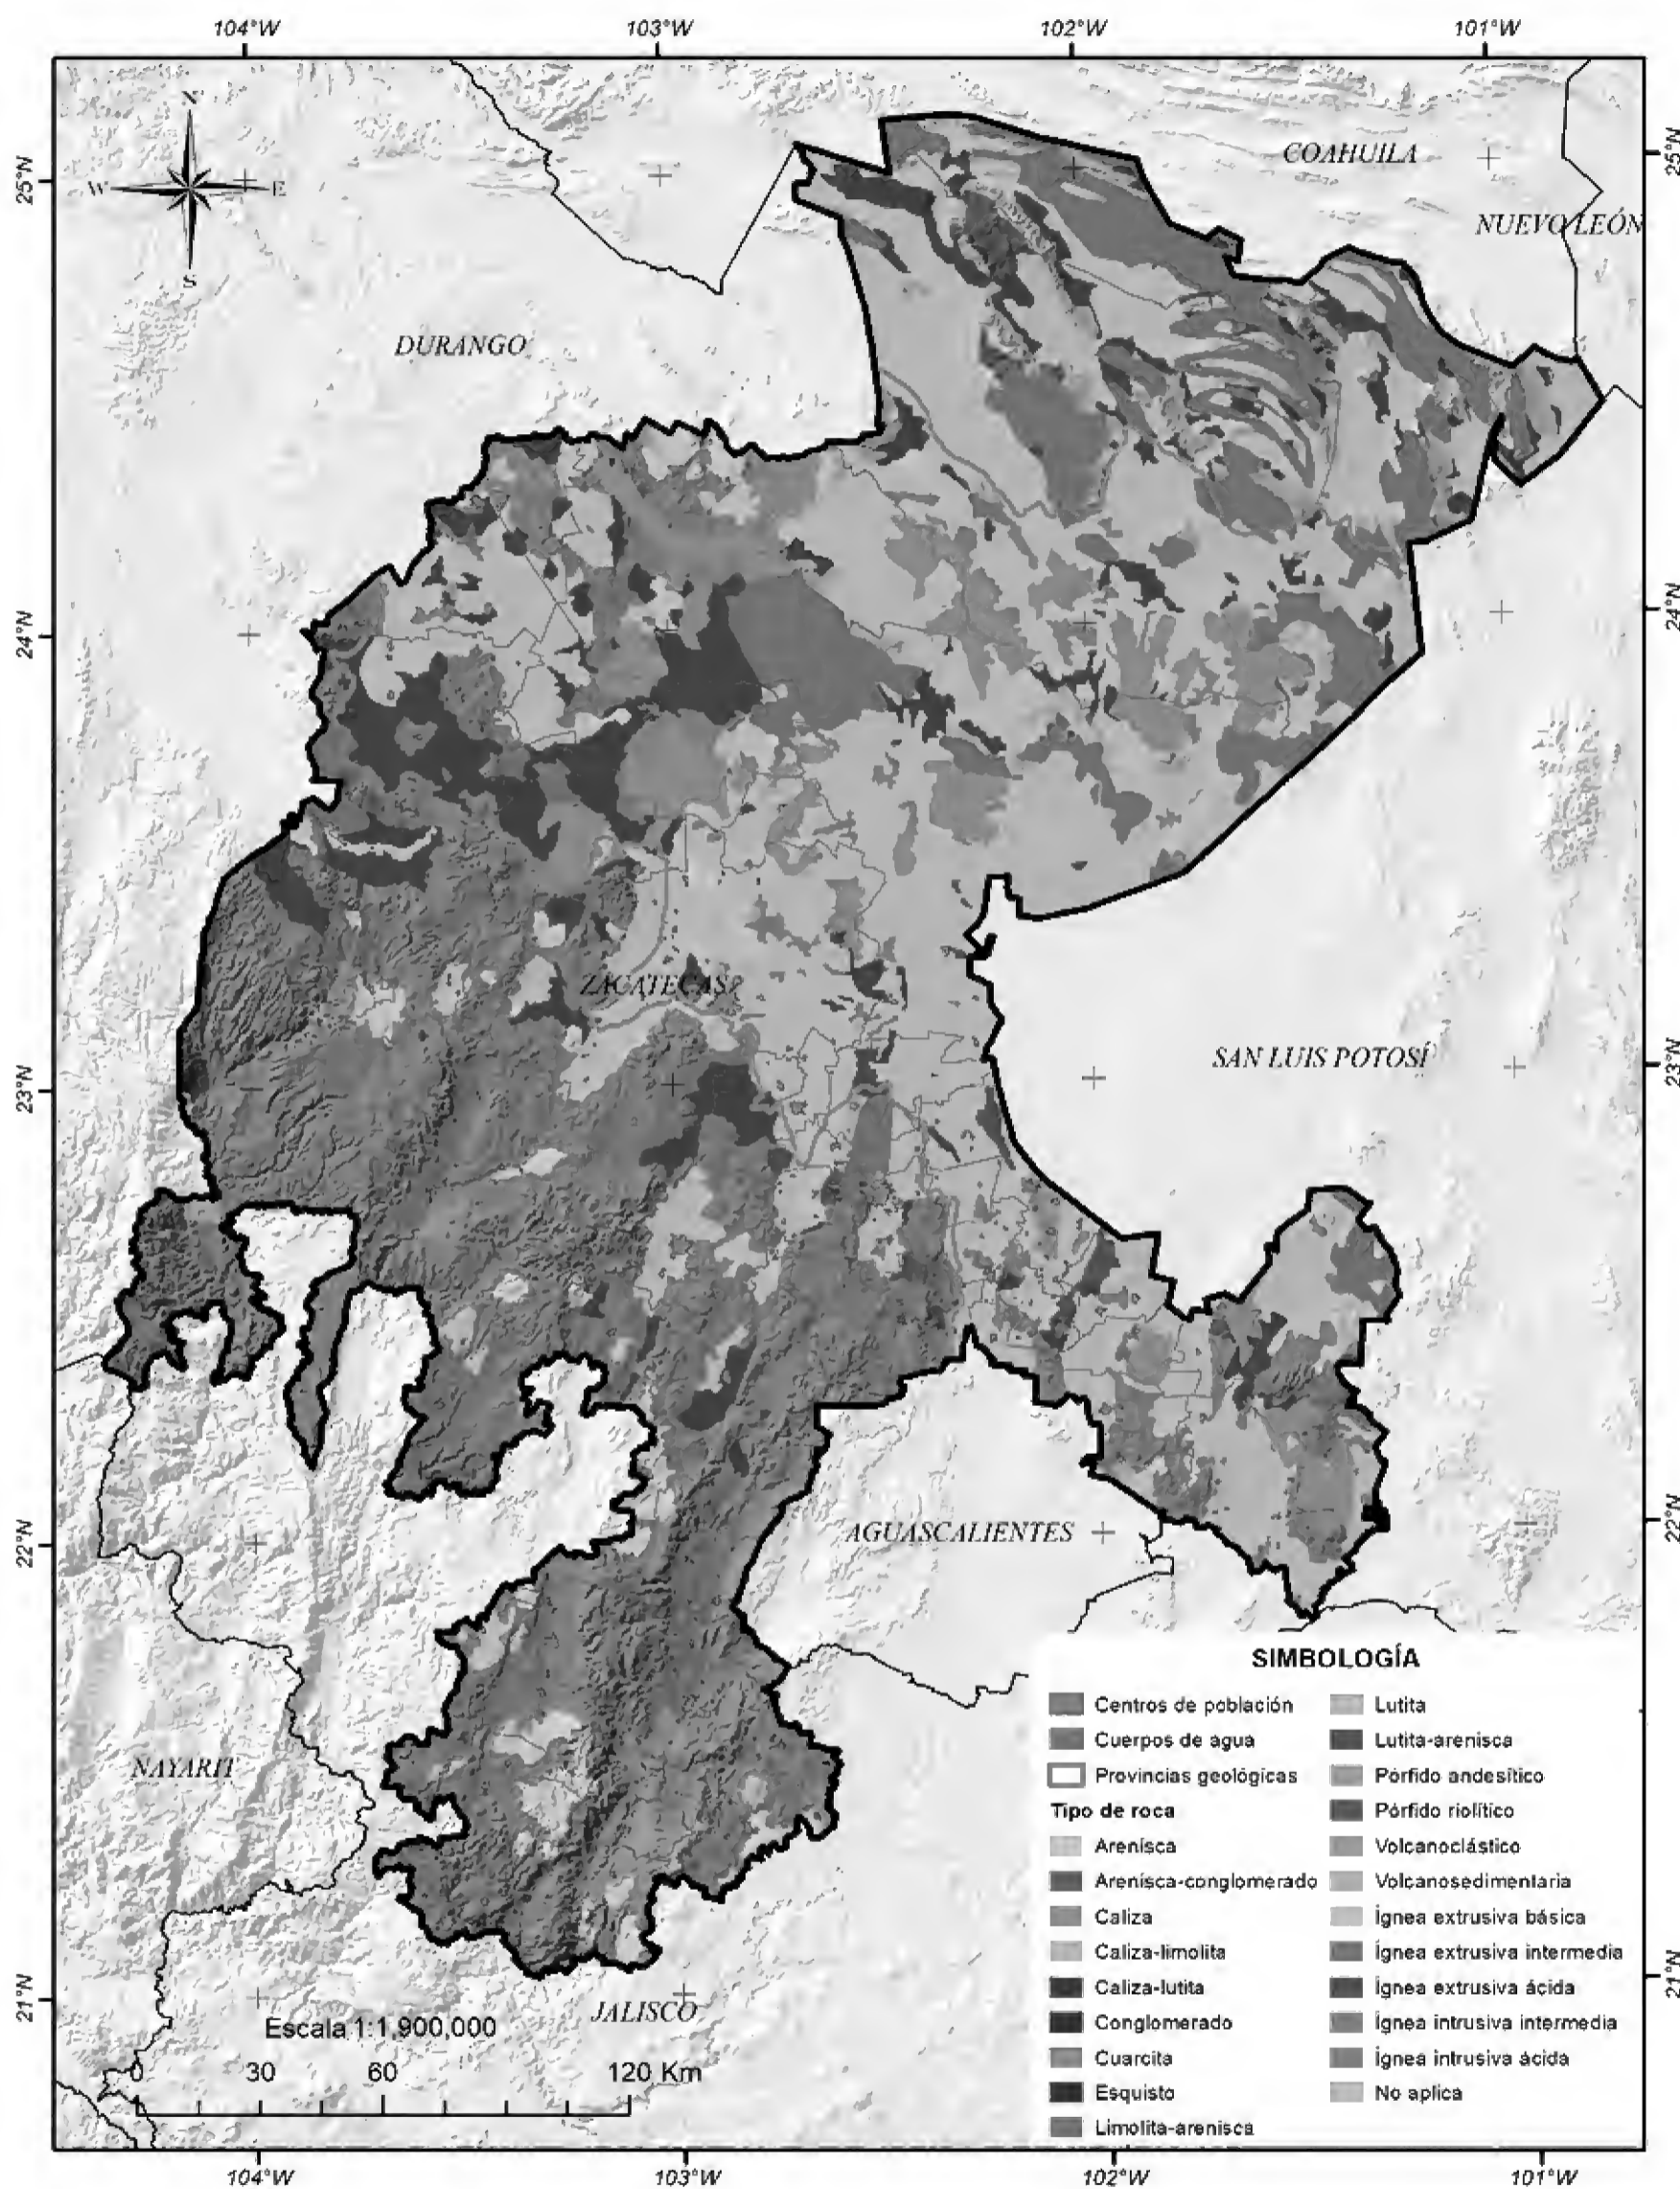 104°W 103°W 102°W 101°W
N
W E
S
25°N 25°N
COAHUILA
NUEVO LEÓN
DURANGO
24°N 24°N
ZACATECAS
SAN LUIS POTOSÍ
23°N 23°N
AGUASCALIENTES
22°N 22°N
NAYARIT
JALISCO
21°N 21°N
Escala 1:1,900,000
0 30 60 120 Km
SIMBOLOGÍA
Centros de población
Cuerpos de agua
Provincias geológicas
Tipo de roca
Arenisca
Arenisca-conglomerado
Caliza
Caliza-limolita
Caliza-lutita
Conglomerado
Cuarcita
Esquisto
Limolita-arenisca
Lutita
Lutita-arenisca
Pórfido andesítico
Pórfido riolítico
Volcanoclástico
Volcanosedimentaria
Ígnea extrusiva básica
Ígnea extrusiva intermedia
Ígnea extrusiva ácida
Ígnea intrusiva intermedia
Ígnea intrusiva ácida
No aplica
104°W 103°W 102°W 101°W